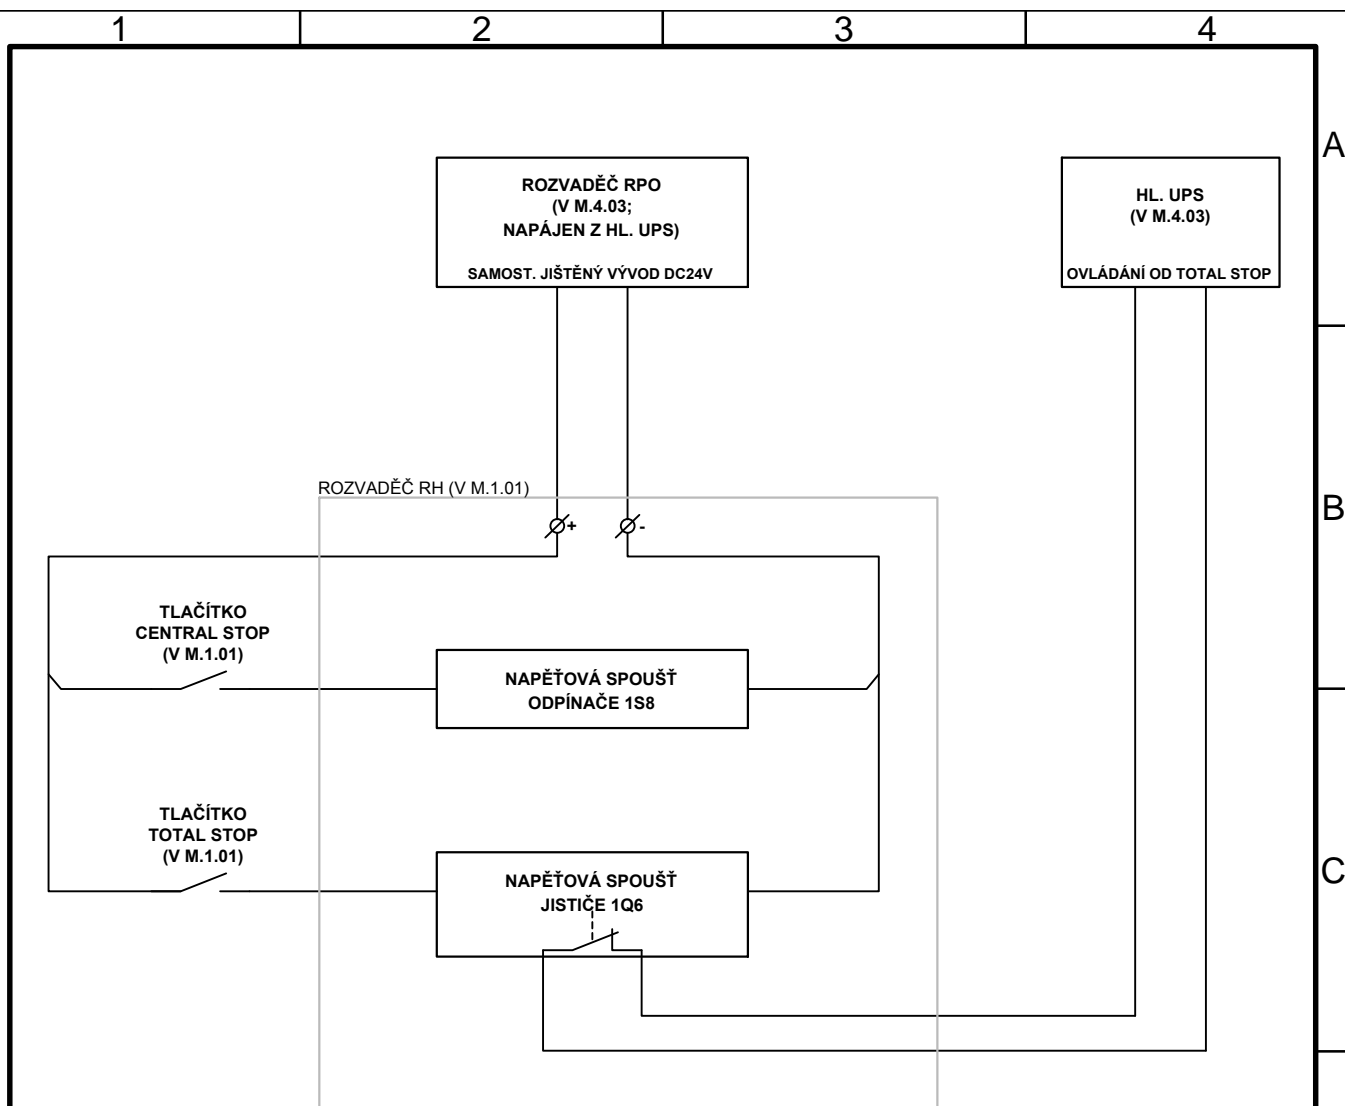 1 2 3 4
A
ROZVADĚČ RPO
(V M.4.03;
NAPÁJEN Z HL. UPS)
SAMOST. JIŠTĚNÝ VÝVOD DC24V
HL. UPS
(V M.4.03)
OVLÁDÁNÍ OD TOTAL STOP
B
ROZVADĚČ RH (V M.1.01)
+ -
TLAČÍTKO
CENTRAL STOP
(V M.1.01)
NAPĚŤOVÁ SPOUŠŤ
ODPÍNAČE 1S8
C
TLAČÍTKO
TOTAL STOP
(V M.1.01)
NAPĚŤOVÁ SPOUŠŤ
JISTIČE 1Q6